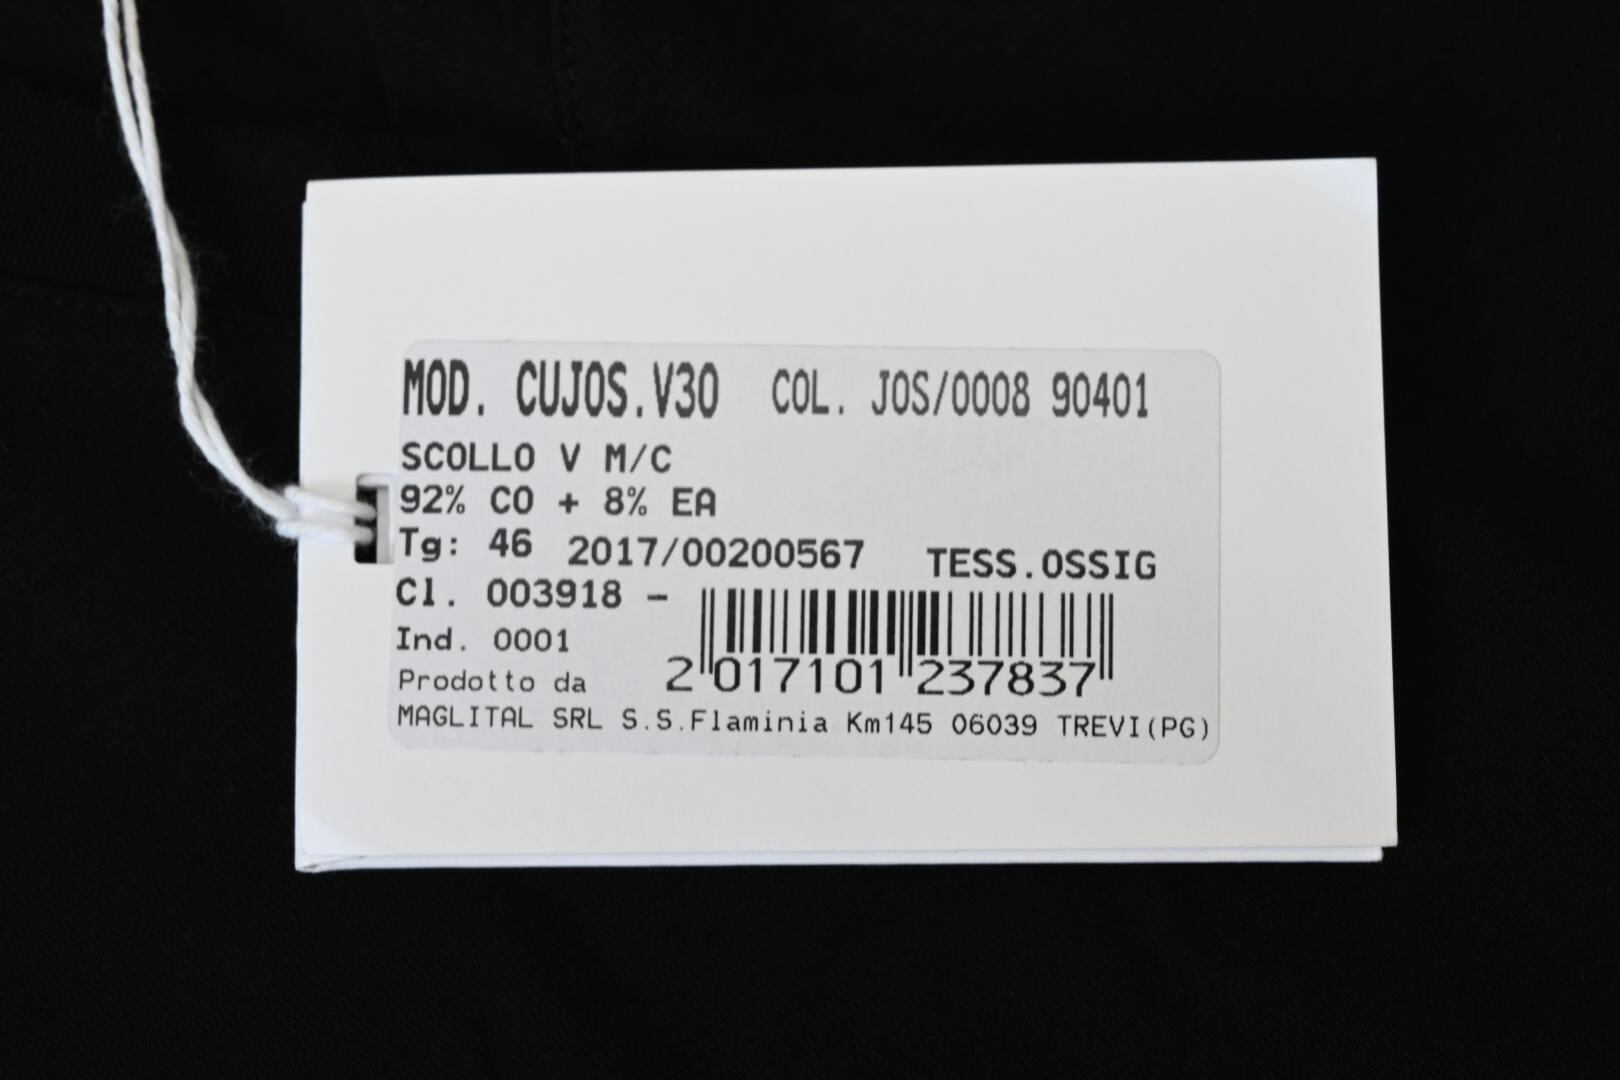 MOD. CUJOS.V30 COL. JOS/0008 90401
SCOLLO V M/C
92% CO + 8% EA
Tg: 46 2017/00200567 TESS.OSSIG
Cl. 003918 -
Ind. 0001
2 017101 237837
Prodotto da
MAGLITAL SRL S.S.Flaminia Km145 06039 TREVI(PG)